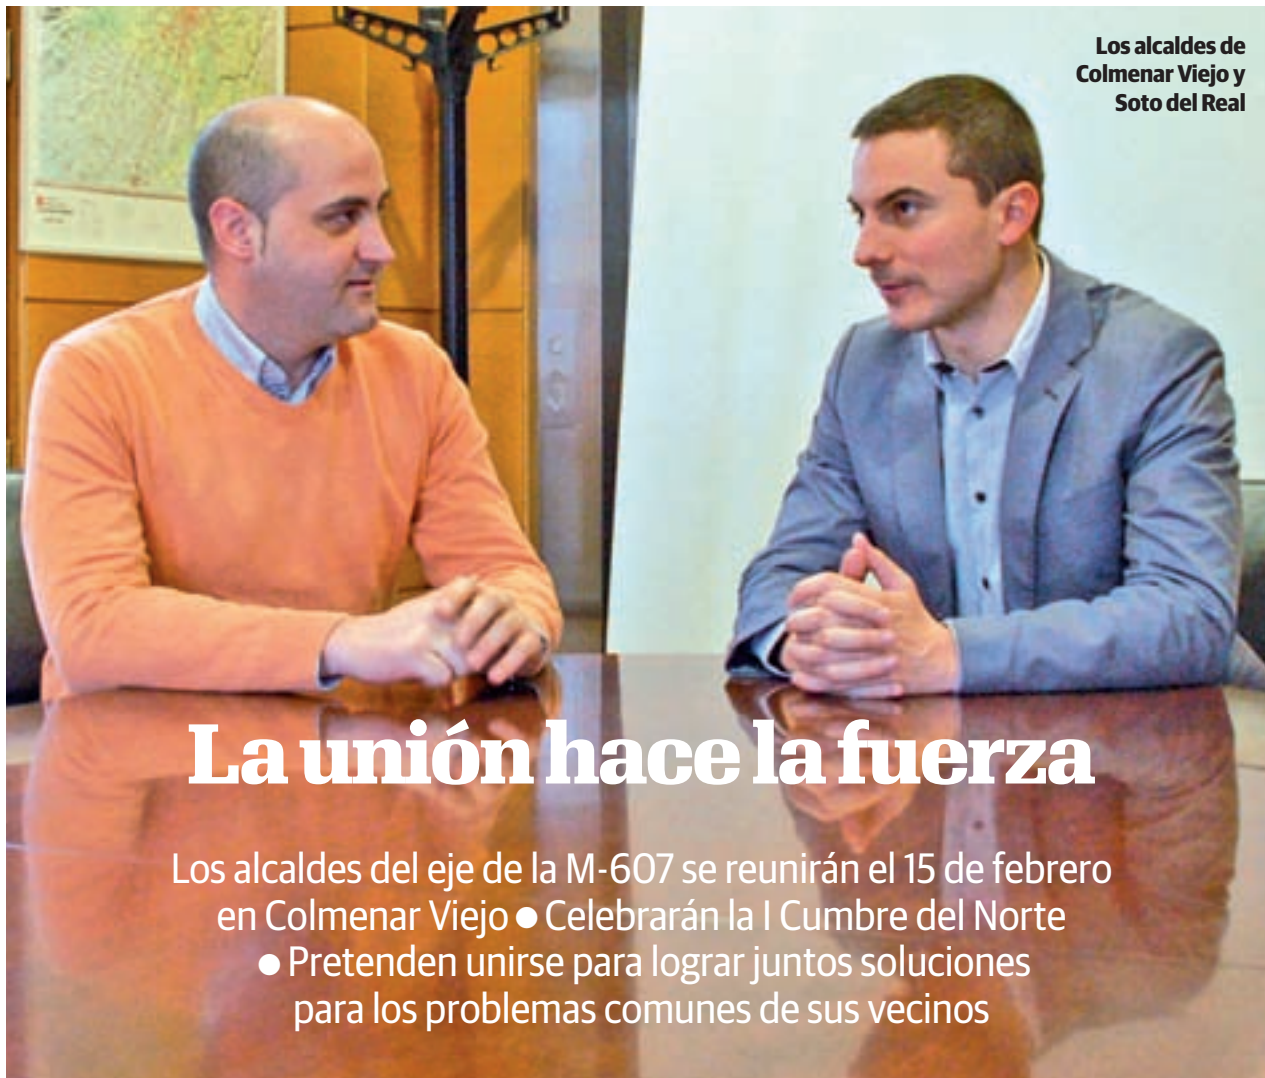 Los alcaldes de
Colmenar Viejo y
Soto del Real
La unión hace la fuerza
Los alcaldes del eje de la M-607 se reunirán el 15 de febrero
en Colmenar Viejo ● Celebrarán la I Cumbre del Norte
● Pretenden unirse para lograr juntos soluciones
para los problemas comunes de sus vecinos